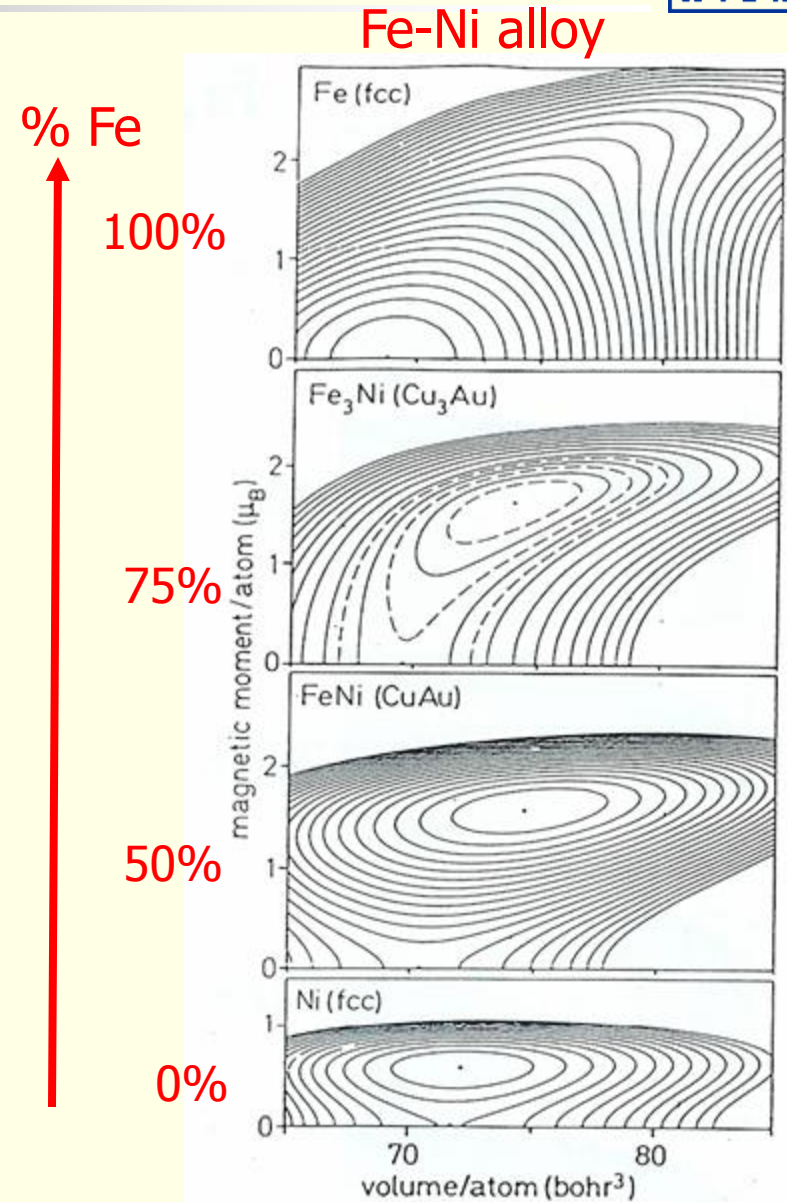 Fe-Ni alloy
% Fe
Fe (fcc)
2
100%
1
0
Fe₃Ni (Cu₃Au)
2
75%
1
0
magnetic moment/atom (μB)
FeNi (CuAu)
2
50%
1
0
Ni (fcc)
1
0%
0
70 80
volume/atom (bohr³)